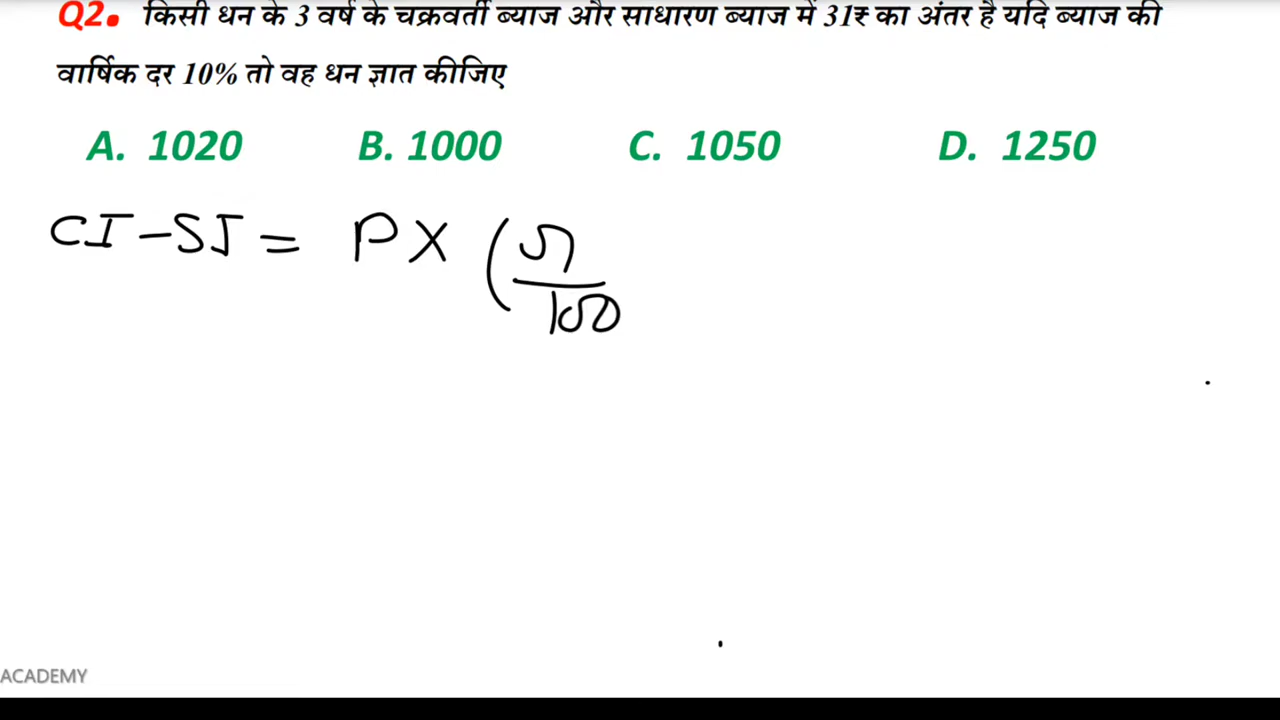 Q2. किसी धन के 3 वर्ष के चक्रवर्ती ब्याज और साधारण ब्याज में 31₹ का अंतर है यदि ब्याज की
वार्षिक दर 10% तो वह धन ज्ञात कीजिए
A. 1020 B. 1000 C. 1050 D. 1250
CI - SI = P X ( r
100
ACADEMY